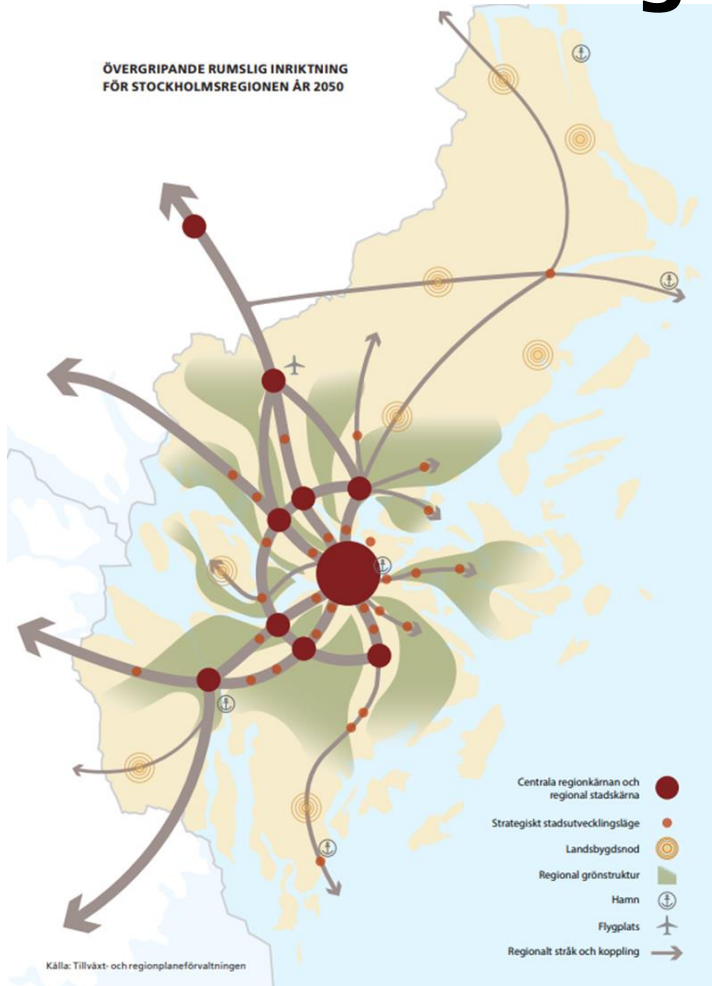 ÖVERGRIPANDE RUMSLIG INRIKTNING
FÖR STOCKHOLMSREGIONEN ÅR 2050
Centrala regionkärnan och
regional stadskärna
Strategiskt stadsutvecklingsläge
Landsbygdsnod
Regional grönstruktur
Hamn
Flygplats
Regionalt stråk och koppling
Källa: Tillväxt- och regionplaneförvaltningen